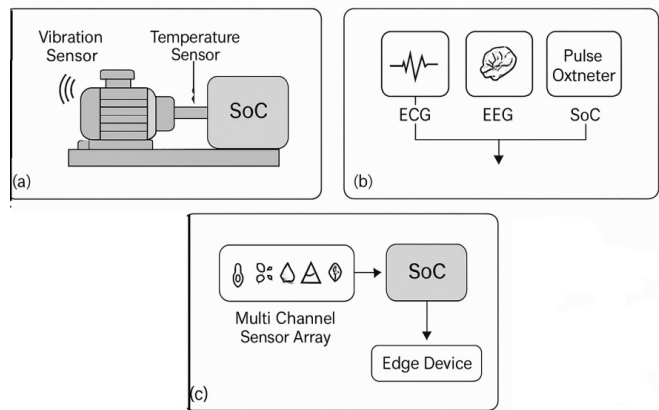 Vibration
Sensor
Temperature
Sensor
SoC
(a)
Pulse
Oxtneter
ECG
EEG
SoC
(b)
SoC
Multi Channel
Sensor Array
Edge Device
(c)